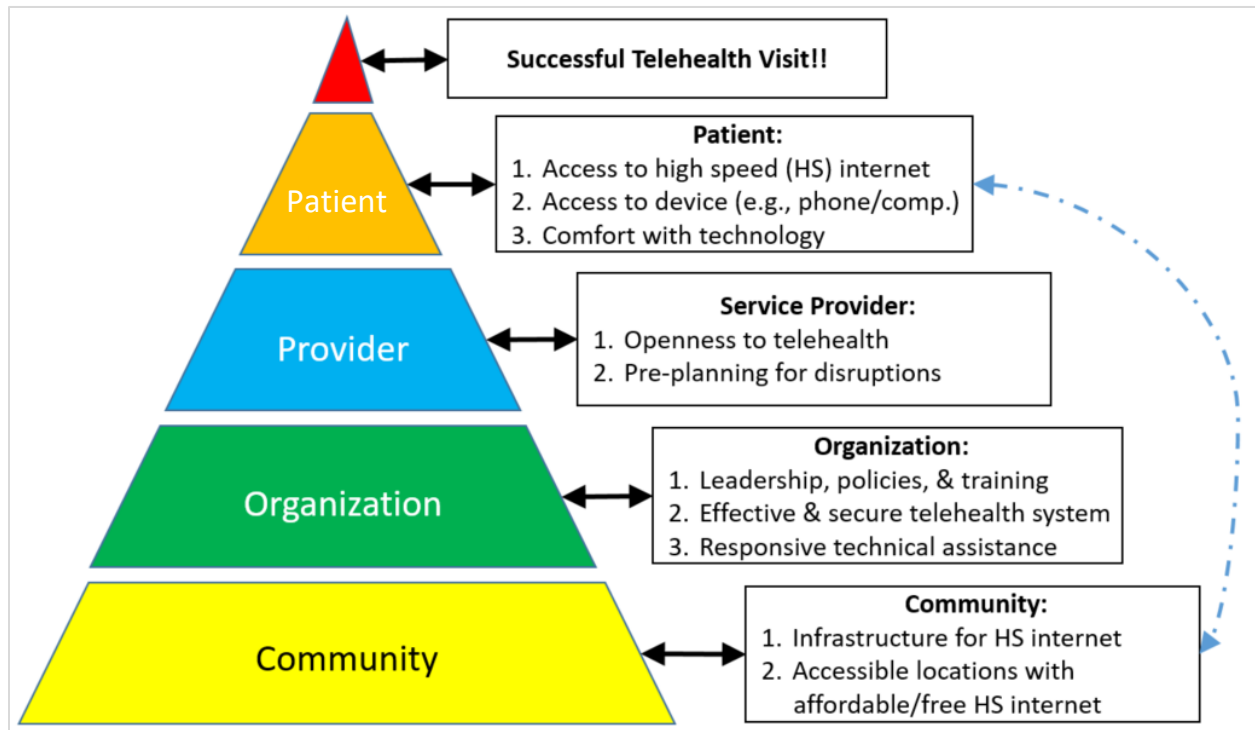 Successful Telehealth Visit!!
Patient
Patient:
1. Access to high speed (HS) internet
2. Access to device (e.g., phone/comp.)
3. Comfort with technology
Provider
Service Provider:
1. Openness to telehealth
2. Pre-planning for disruptions
Organization
Organization:
1. Leadership, policies, & training
2. Effective & secure telehealth system
3. Responsive technical assistance
Community
Community:
1. Infrastructure for HS internet
2. Accessible locations with
affordable/free HS internet